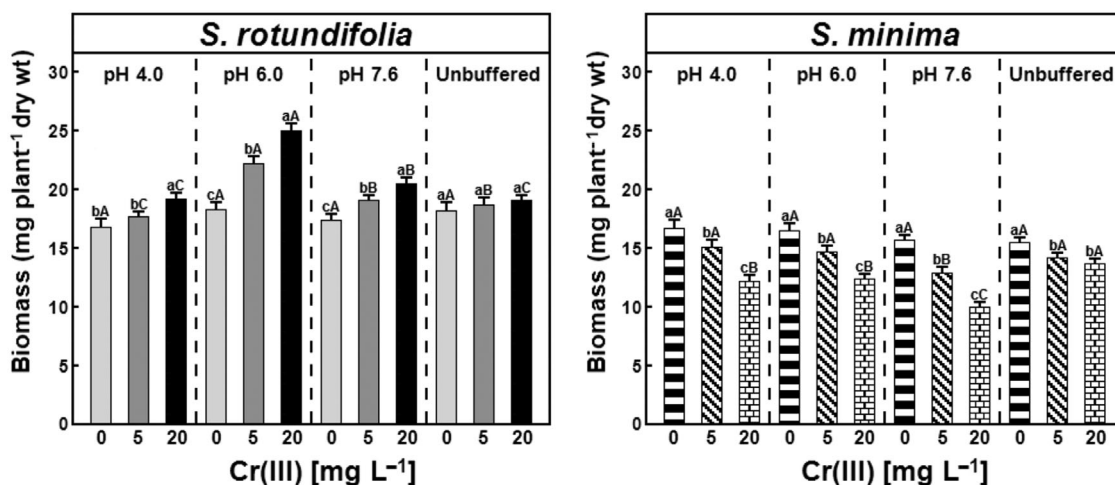 S. rotundifolia
Biomass (mg plant⁻¹ dry wt)
30
25
20
15
10
5
0
pH 4.0 pH 6.0 pH 7.6 Unbuffered
bA bC aC cA bA aA cA bB aB aA aB aC
0 5 20 0 5 20 0 5 20 0 5 20
Cr(III) [mg L⁻¹]
S. minima
Biomass (mg plant⁻¹dry wt)
30
25
20
15
10
5
0
pH 4.0 pH 6.0 pH 7.6 Unbuffered
aA bA cB aA bA cB aA bB cC aA bA bA
0 5 20 0 5 20 0 5 20 0 5 20
Cr(III) [mg L⁻¹]